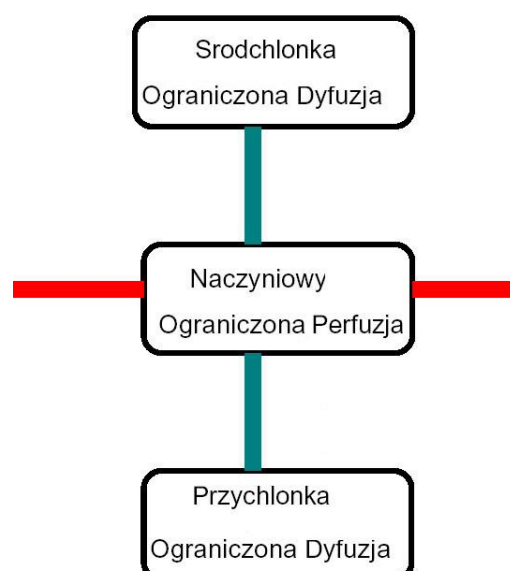 Srodchlonka
Ograniczona Dyfuzja
Naczyniowy
Ograniczona Perfuzja
Przychlonka
Ograniczona Dyfuzja